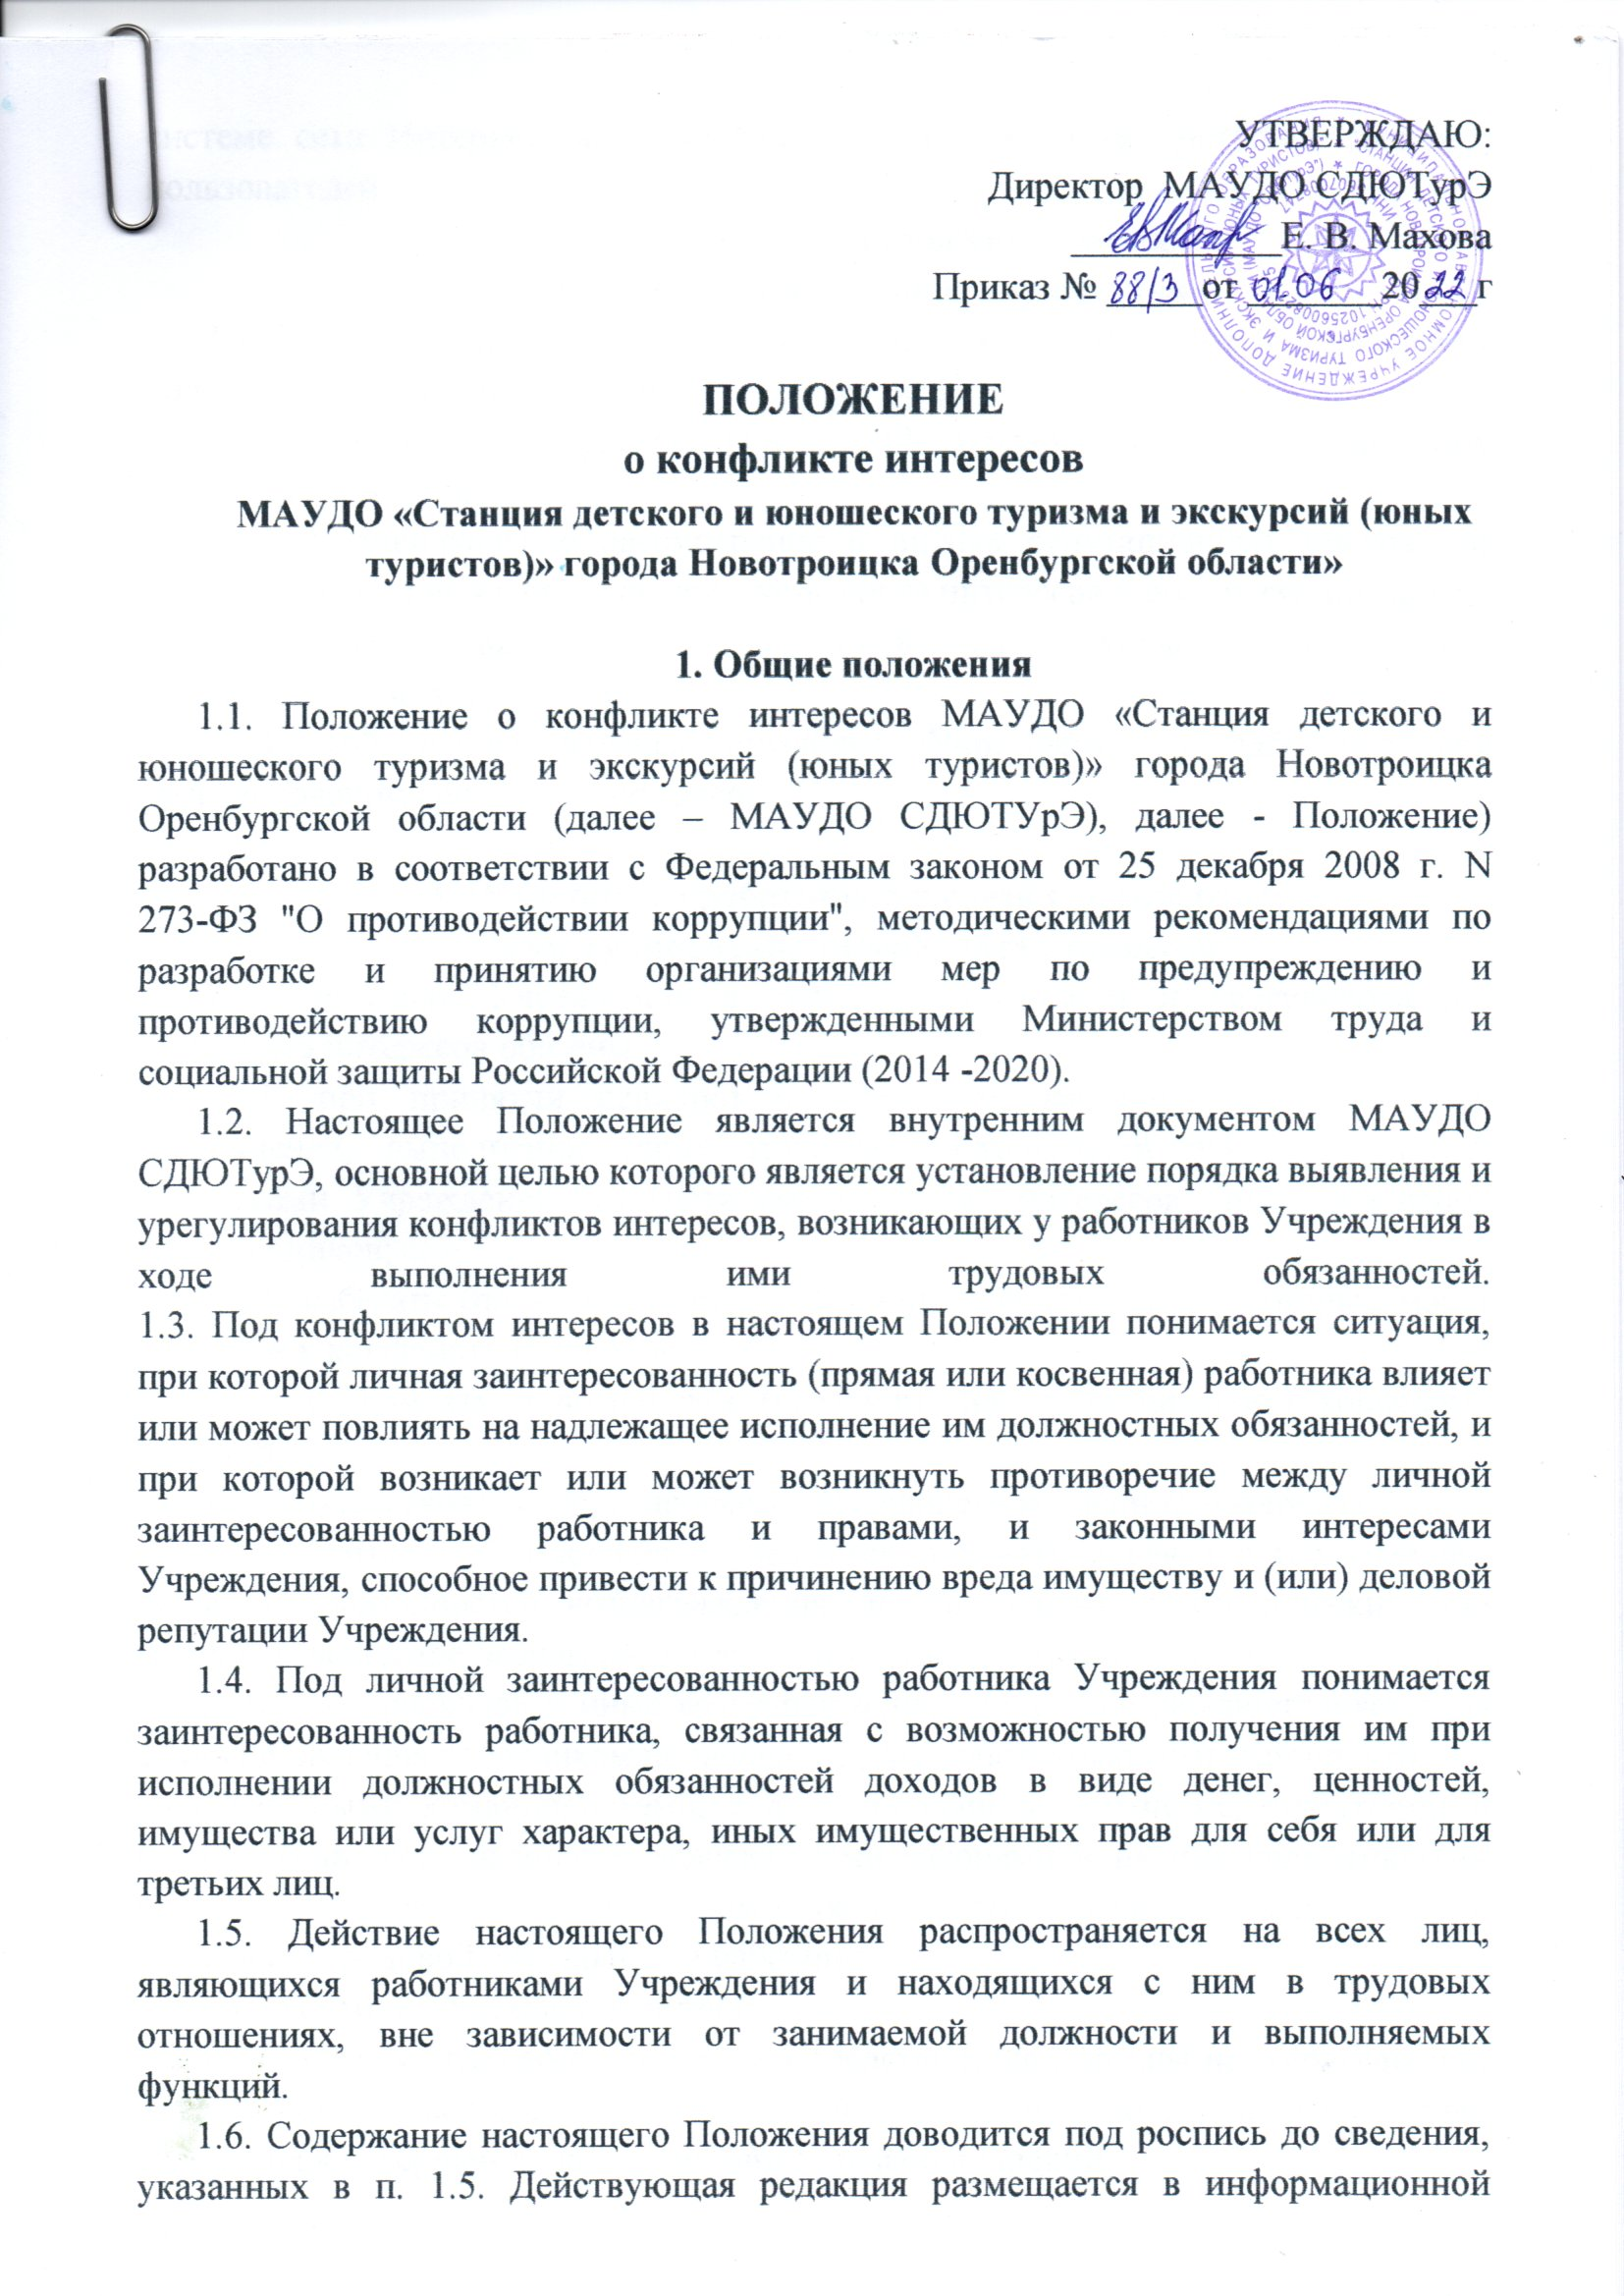 УТВЕРЖДАЮ:
Директор МАУДО СДЮТурЭ
Е. В. Махова
Приказ № 88/3 от 01.06 2022 г
ПОЛОЖЕНИЕ
о конфликте интересов
МАУДО «Станция детского и юношеского туризма и экскурсий (юных
туристов)» города Новотроицка Оренбургской области»
1. Общие положения
1.1. Положение о конфликте интересов МАУДО «Станция детского и
юношеского туризма и экскурсий (юных туристов)» города Новотроицка
Оренбургской области (далее – МАУДО СДЮТУрЭ), далее - Положение)
разработано в соответствии с Федеральным законом от 25 декабря 2008 г. N
273-ФЗ "О противодействии коррупции", методическими рекомендациями по
разработке и принятию организациями мер по предупреждению и
противодействию коррупции, утвержденными Министерством труда и
социальной защиты Российской Федерации (2014 -2020).
1.2. Настоящее Положение является внутренним документом МАУДО
СДЮТурЭ, основной целью которого является установление порядка выявления и
урегулирования конфликтов интересов, возникающих у работников Учреждения в
ходе выполнения ими трудовых обязанностей.
1.3. Под конфликтом интересов в настоящем Положении понимается ситуация,
при которой личная заинтересованность (прямая или косвенная) работника влияет
или может повлиять на надлежащее исполнение им должностных обязанностей, и
при которой возникает или может возникнуть противоречие между личной
заинтересованностью работника и правами, и законными интересами
Учреждения, способное привести к причинению вреда имуществу и (или) деловой
репутации Учреждения.
1.4. Под личной заинтересованностью работника Учреждения понимается
заинтересованность работника, связанная с возможностью получения им при
исполнении должностных обязанностей доходов в виде денег, ценностей,
имущества или услуг характера, иных имущественных прав для себя или для
третьих лиц.
1.5. Действие настоящего Положения распространяется на всех лиц,
являющихся работниками Учреждения и находящихся с ним в трудовых
отношениях, вне зависимости от занимаемой должности и выполняемых
функций.
1.6. Содержание настоящего Положения доводится под роспись до сведения,
указанных в п. 1.5. Действующая редакция размещается в информационной